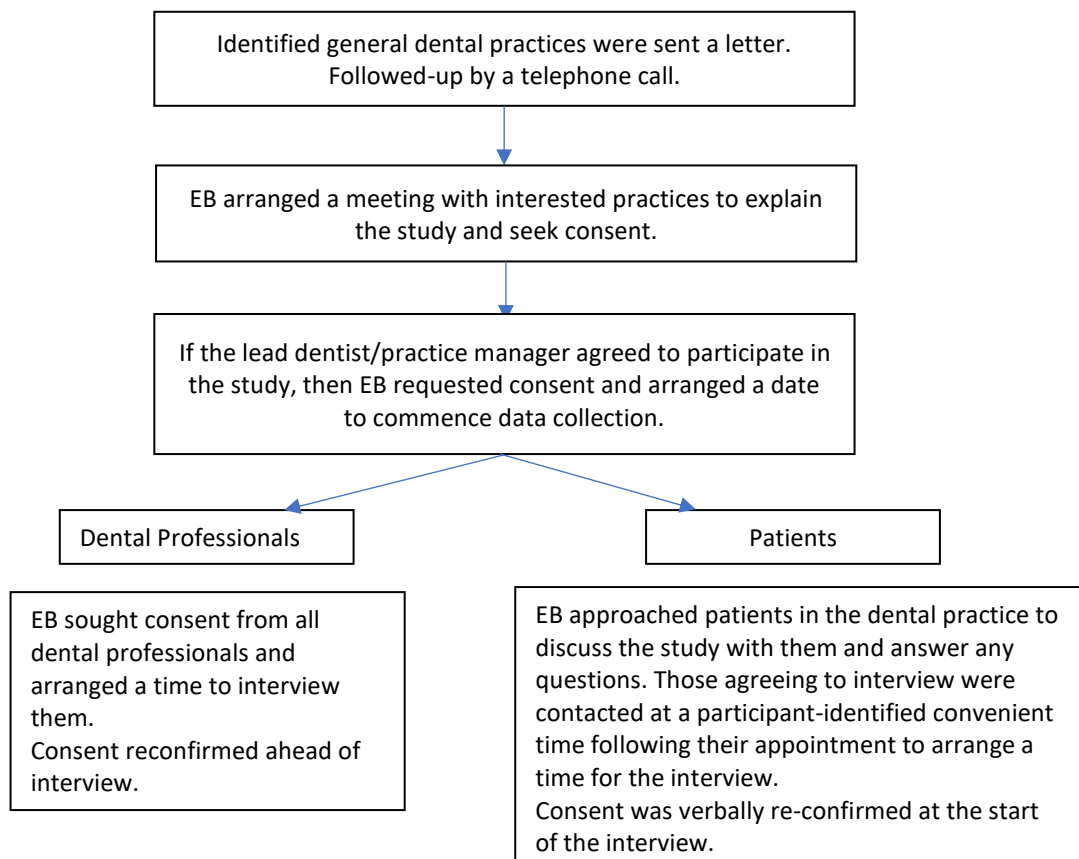 Identified general dental practices were sent a letter.
Followed-up by a telephone call.
EB arranged a meeting with interested practices to explain
the study and seek consent.
If the lead dentist/practice manager agreed to participate in
the study, then EB requested consent and arranged a date
to commence data collection.
Dental Professionals
Patients
EB sought consent from all
dental professionals and
arranged a time to interview
them.
Consent reconfirmed ahead of
interview.
EB approached patients in the dental practice to
discuss the study with them and answer any
questions. Those agreeing to interview were
contacted at a participant-identified convenient
time following their appointment to arrange a
time for the interview.
Consent was verbally re-confirmed at the start
of the interview.